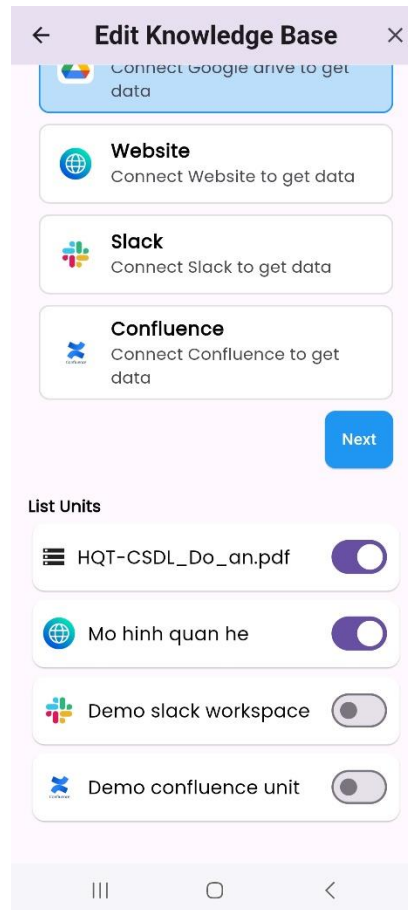 Edit Knowledge Base
Connect Google drive to get
data
Website
Connect Website to get data
Slack
Connect Slack to get data
Confluence
Connect Confluence to get
data
Next
List Units
HQT-CSDL_Do_an.pdf
Mo hinh quan he
Demo slack workspace
Demo confluence unit